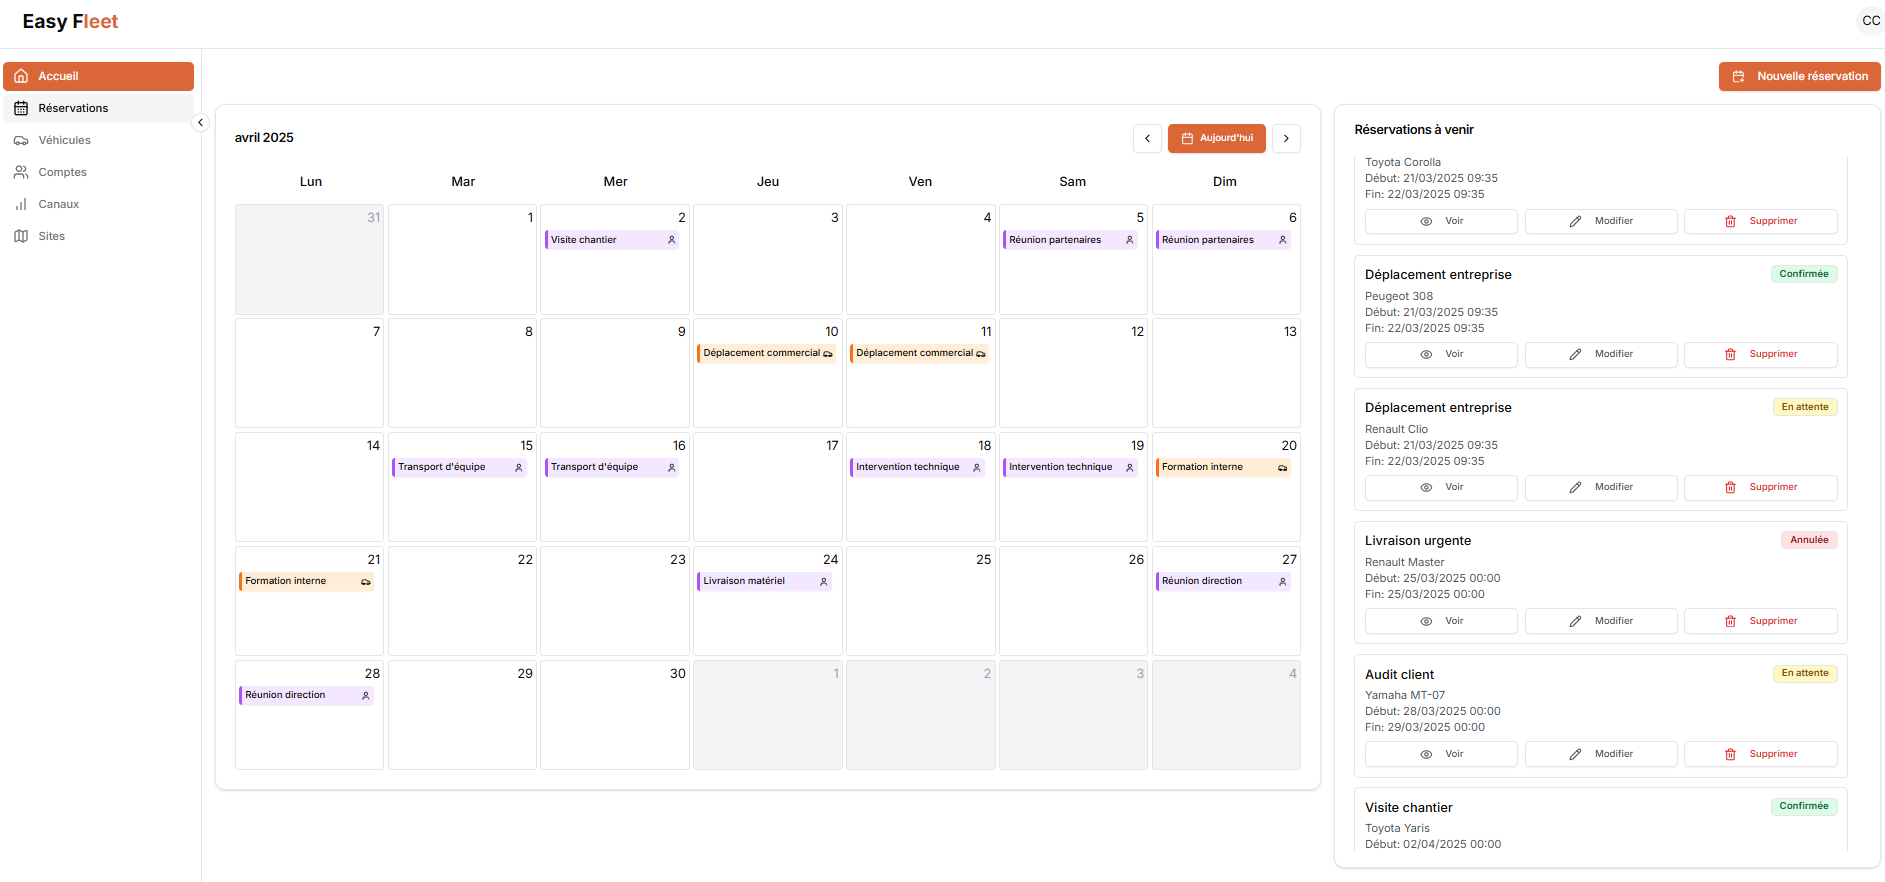 Easy Fleet
CC
Accueil
Réservations
Véhicules
Comptes
Canaux
Sites
Nouvelle réservation
avril 2025
Aujourd'hui
Lun Mar Mer Jeu Ven Sam Dim
31 1 2 3 4 5 6
Visite chantier Réunion partenaires Réunion partenaires
7 8 9 10 11 12 13
Déplacement commercial Déplacement commercial
14 15 16 17 18 19 20
Transport d'équipe Transport d'équipe Intervention technique Intervention technique Formation interne
21 22 23 24 25 26 27
Formation interne Livraison matériel Réunion direction
28 29 30 1 2 3 4
Réunion direction
Réservations à venir
Toyota Corolla
Début: 21/03/2025 09:35
Fin: 22/03/2025 09:35
Voir Modifier Supprimer
Déplacement entreprise Confirmée
Peugeot 308
Début: 21/03/2025 09:35
Fin: 22/03/2025 09:35
Voir Modifier Supprimer
Déplacement entreprise En attente
Renault Clio
Début: 21/03/2025 09:35
Fin: 22/03/2025 09:35
Voir Modifier Supprimer
Livraison urgente Annulée
Renault Master
Début: 25/03/2025 00:00
Fin: 25/03/2025 00:00
Voir Modifier Supprimer
Audit client En attente
Yamaha MT-07
Début: 28/03/2025 00:00
Fin: 29/03/2025 00:00
Voir Modifier Supprimer
Visite chantier Confirmée
Toyota Yaris
Début: 02/04/2025 00:00